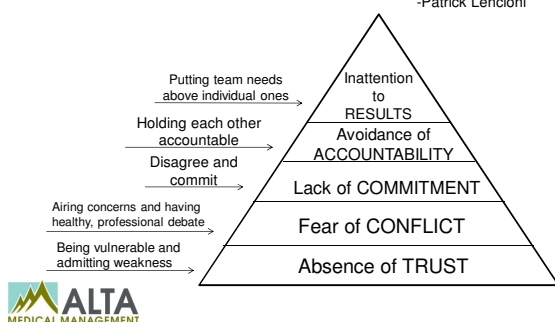 -Patrick Lencioni
Putting team needs
above individual ones
Inattention
to
RESULTS
Holding each other
accountable
Avoidance of
ACCOUNTABILITY
Disagree and
commit
Lack of COMMITMENT
Airing concerns and having
healthy, professional debate
Fear of CONFLICT
Being vulnerable and
admitting weakness
Absence of TRUST
ALTA
MEDICAL MANAGEMENT